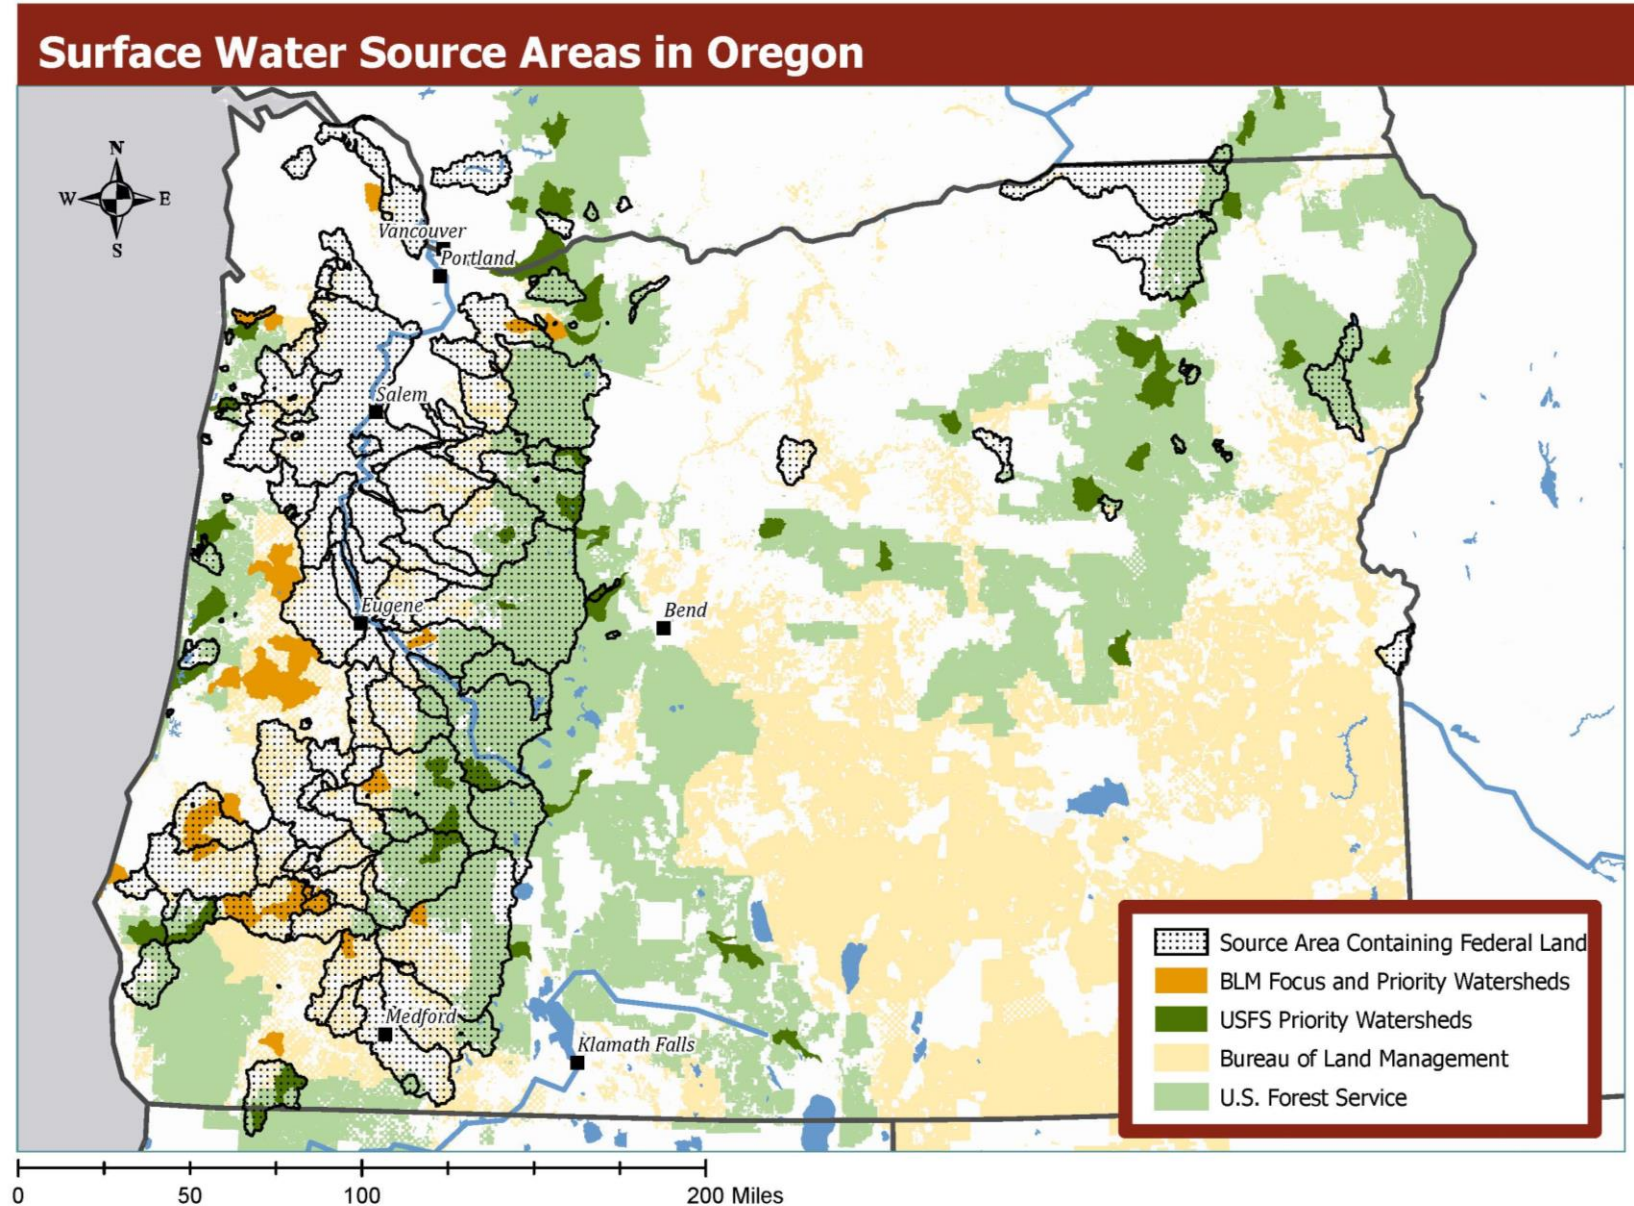 Surface Water Source Areas in Oregon
N
W E
S
Vancouver
Portland
Salem
Eugene
Bend
Medford
Klamath Falls
Source Area Containing Federal Land
BLM Focus and Priority Watersheds
USFS Priority Watersheds
Bureau of Land Management
U.S. Forest Service
0 50 100 200 Miles